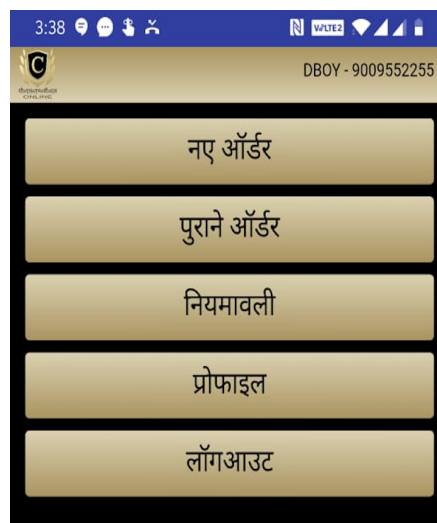 3:38
VoLTE2
DBOY - 9009552255
C
ONLINE
नए ऑर्डर
पुराने ऑर्डर
नियमावली
प्रोफाइल
लॉगआउट